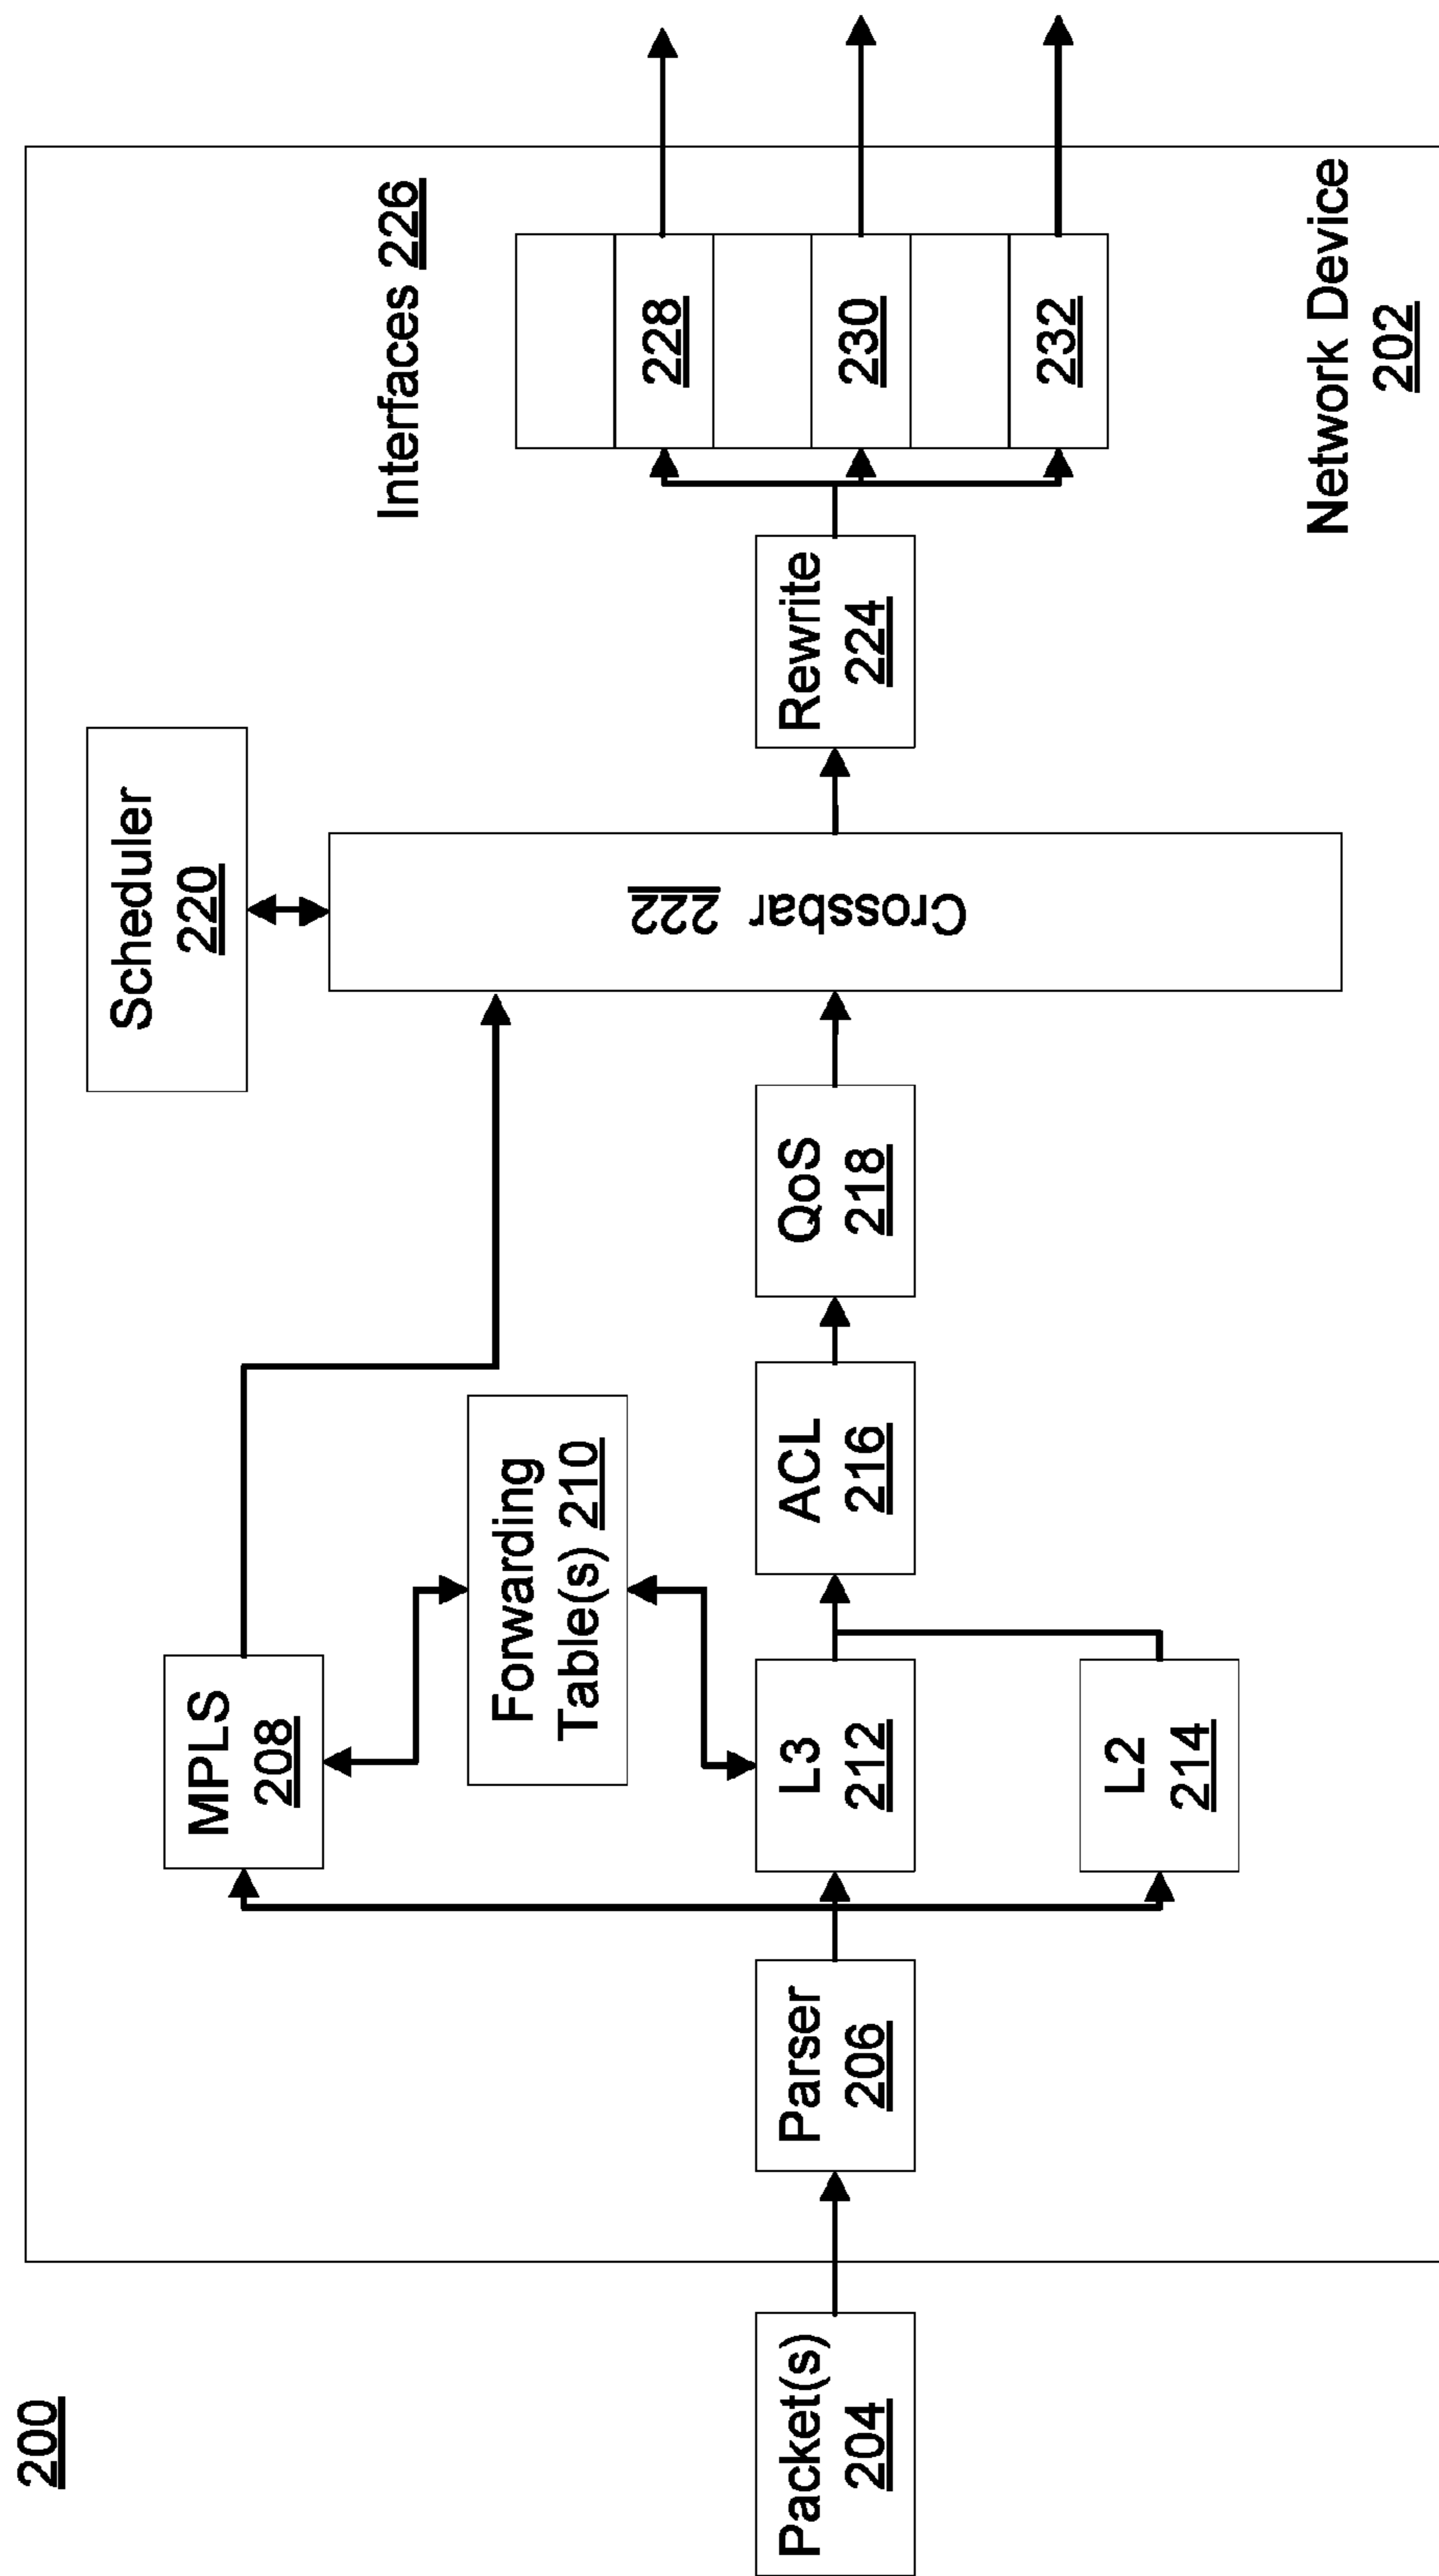 200
Packet(s)
204
Parser
206
MPLS
208
Forwarding
Table(s) 210
L3
212
L2
214
ACL
216
QoS
218
Scheduler
220
Crossbar 222
Rewrite
224
Interfaces 226
228
230
232
Network Device
202